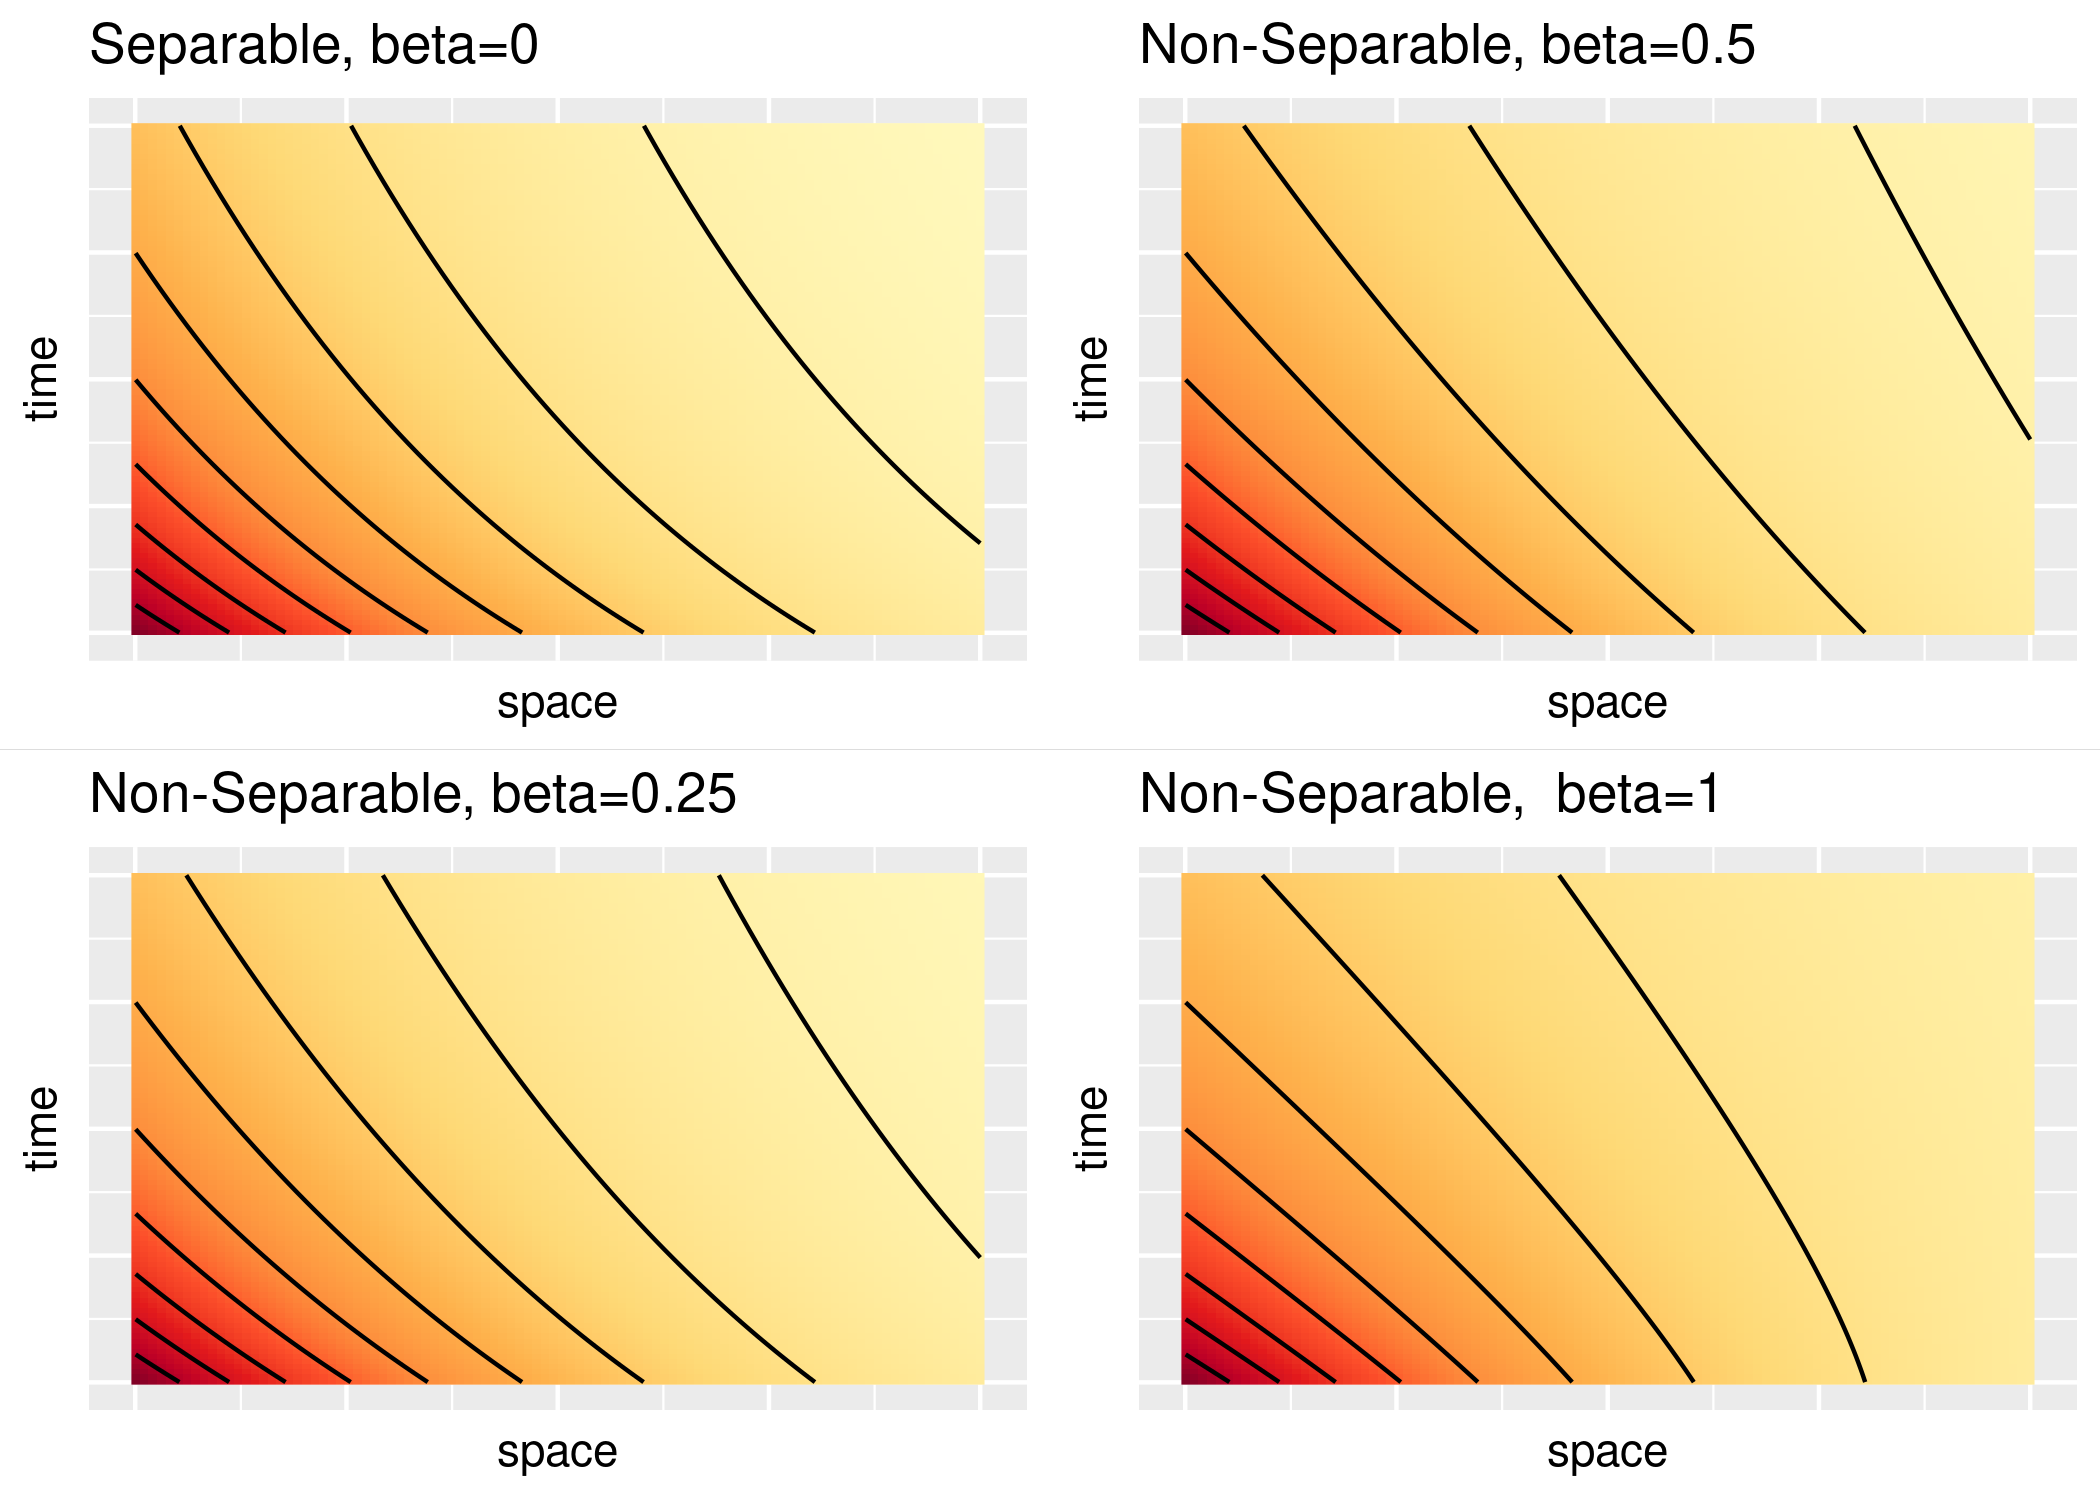 Separable, beta=0
time
space
Non-Separable, beta=0.5
time
space
Non-Separable, beta=0.25
time
space
Non-Separable,  beta=1
time
space